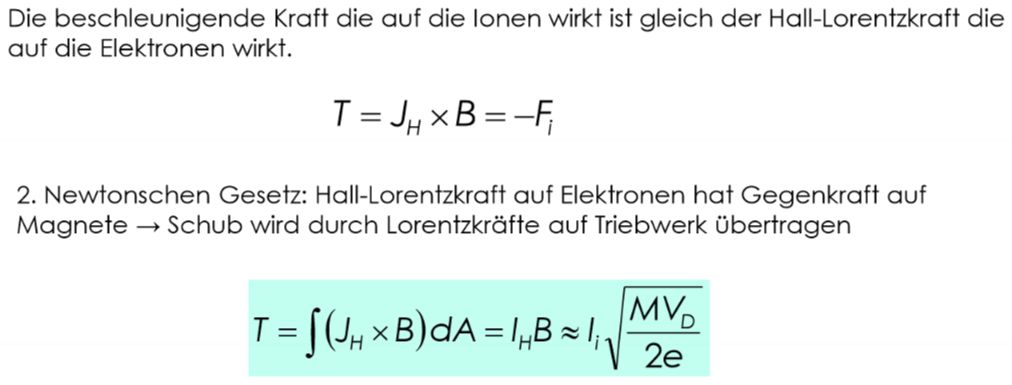 Die beschleunigende Kraft die auf die Ionen wirkt ist gleich der Hall-Lorentzkraft die
auf die Elektronen wirkt.
T = J_H × B = –F_i
2. Newtonschen Gesetz: Hall-Lorentzkraft auf Elektronen hat Gegenkraft auf
Magnete → Schub wird durch Lorentzkräfte auf Triebwerk übertragen
T = ∫(J_H × B)dA = I_H B ≈ I_i √(MV_D / 2e)